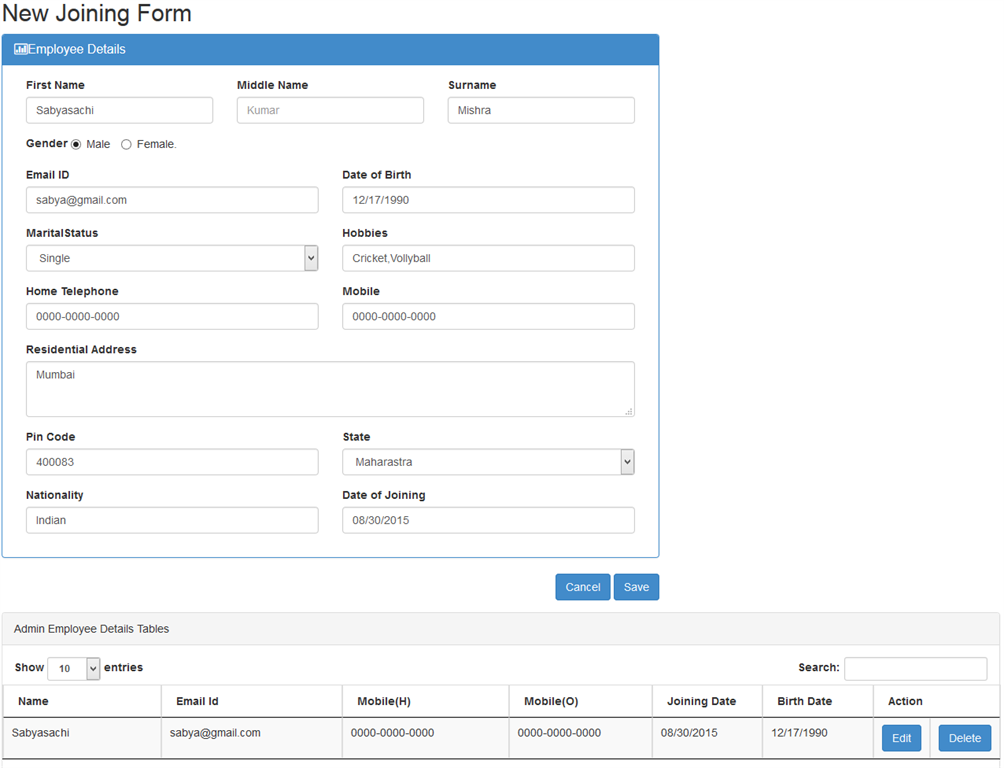 New Joining Form
Employee Details
First Name Middle Name Surname
Sabyasachi Kumar Mishra
Gender Male Female.
Email ID Date of Birth
sabya@gmail.com 12/17/1990
MaritalStatus Hobbies
Single Cricket,Vollyball
Home Telephone Mobile
0000-0000-0000 0000-0000-0000
Residential Address
Mumbai
Pin Code State
400083 Maharastra
Nationality Date of Joining
Indian 08/30/2015
Cancel Save
Admin Employee Details Tables
Show 10 entries Search:
Name Email Id Mobile(H) Mobile(O) Joining Date Birth Date Action
Sabyasachi sabya@gmail.com 0000-0000-0000 0000-0000-0000 08/30/2015 12/17/1990 Edit Delete